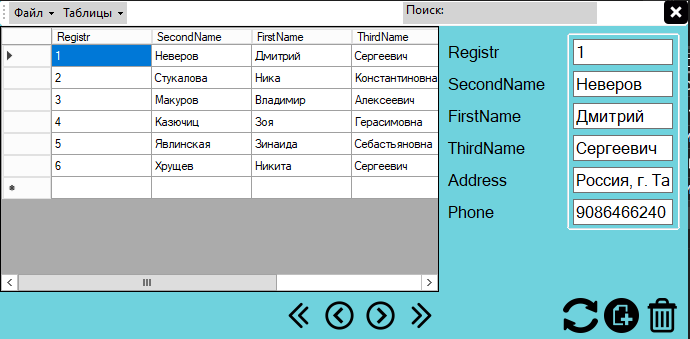 Файл Таблицы Поиск:
Registr SecondName FirstName ThirdName
1 Неверов Дмитрий Сергеевич
2 Стукалова Ника Константиновна
3 Макуров Владимир Алексеевич
4 Казючиц Зоя Герасимовна
5 Явлинская Зинаида Себастьяновна
6 Хрущев Никита Сергеевич
Registr 1
SecondName Неверов
FirstName Дмитрий
ThirdName Сергеевич
Address Россия, г. Та
Phone 9086466240